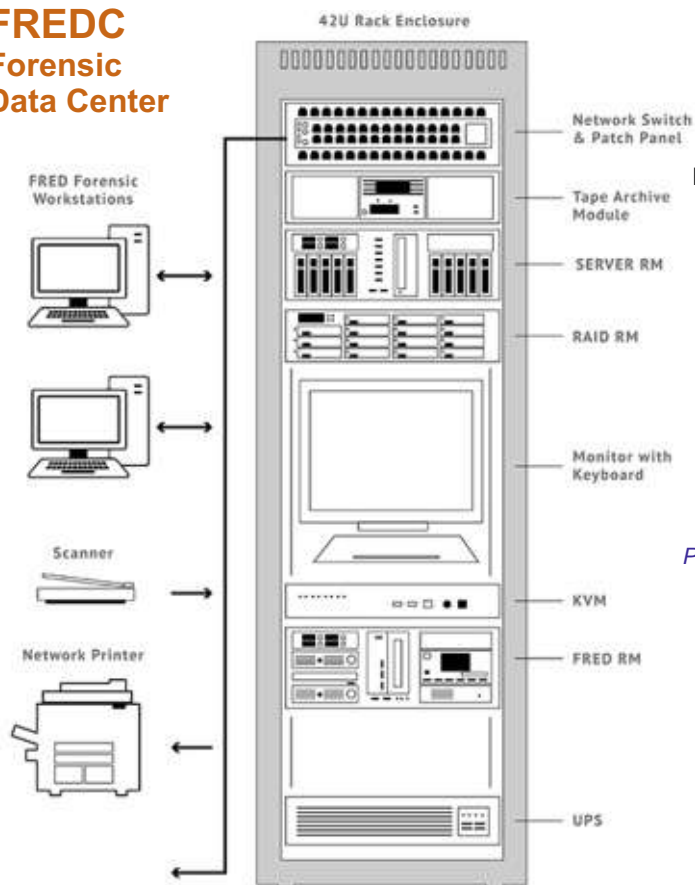 FREDC
Forensic
Data Center
42U Rack Enclosure
FRED Forensic
Workstations
Scanner
Network Printer
Network Switch
& Patch Panel
Tape Archive
Module
SERVER RM
RAID RM
Monitor with
Keyboard
KVM
FRED RM
UPS
P